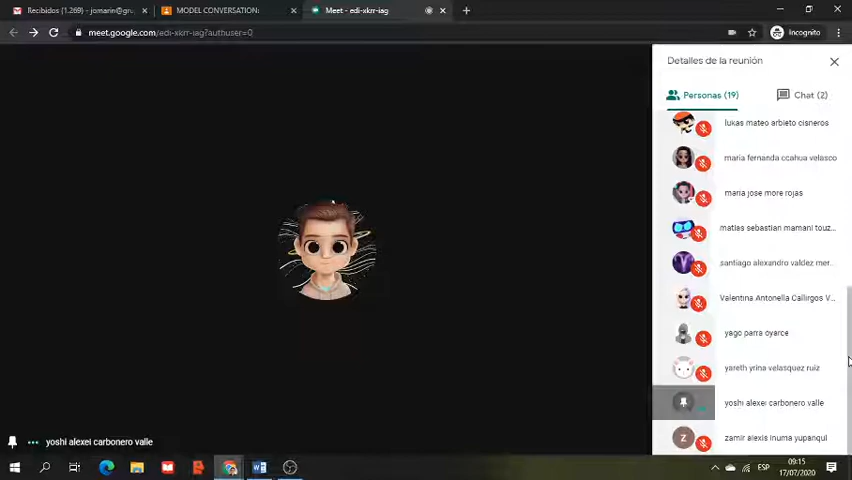 Recibidos (1.269) - jomarin@gru
MODEL CONVERSATION:
Meet - edi-xkrr-iag
meet.google.com/edi-xkrr-iag?authuser=0
Incognito
Detalles de la reunión
Personas (19)
Chat (2)
lukas mateo arbieto cisneros
maria fernanda ccahua velasco
maria jose more rojas
matias sebastian mamani touz...
santiago alexandro valdez mer...
Valentina Antonella Callirgos V...
yago parra oyarce
yareth yrina velasquez ruiz
yoshi alexei carbonero valle
Z zamir alexis inuma yupanqui
yoshi alexei carbonero valle
ESP
09:15
17/07/2020